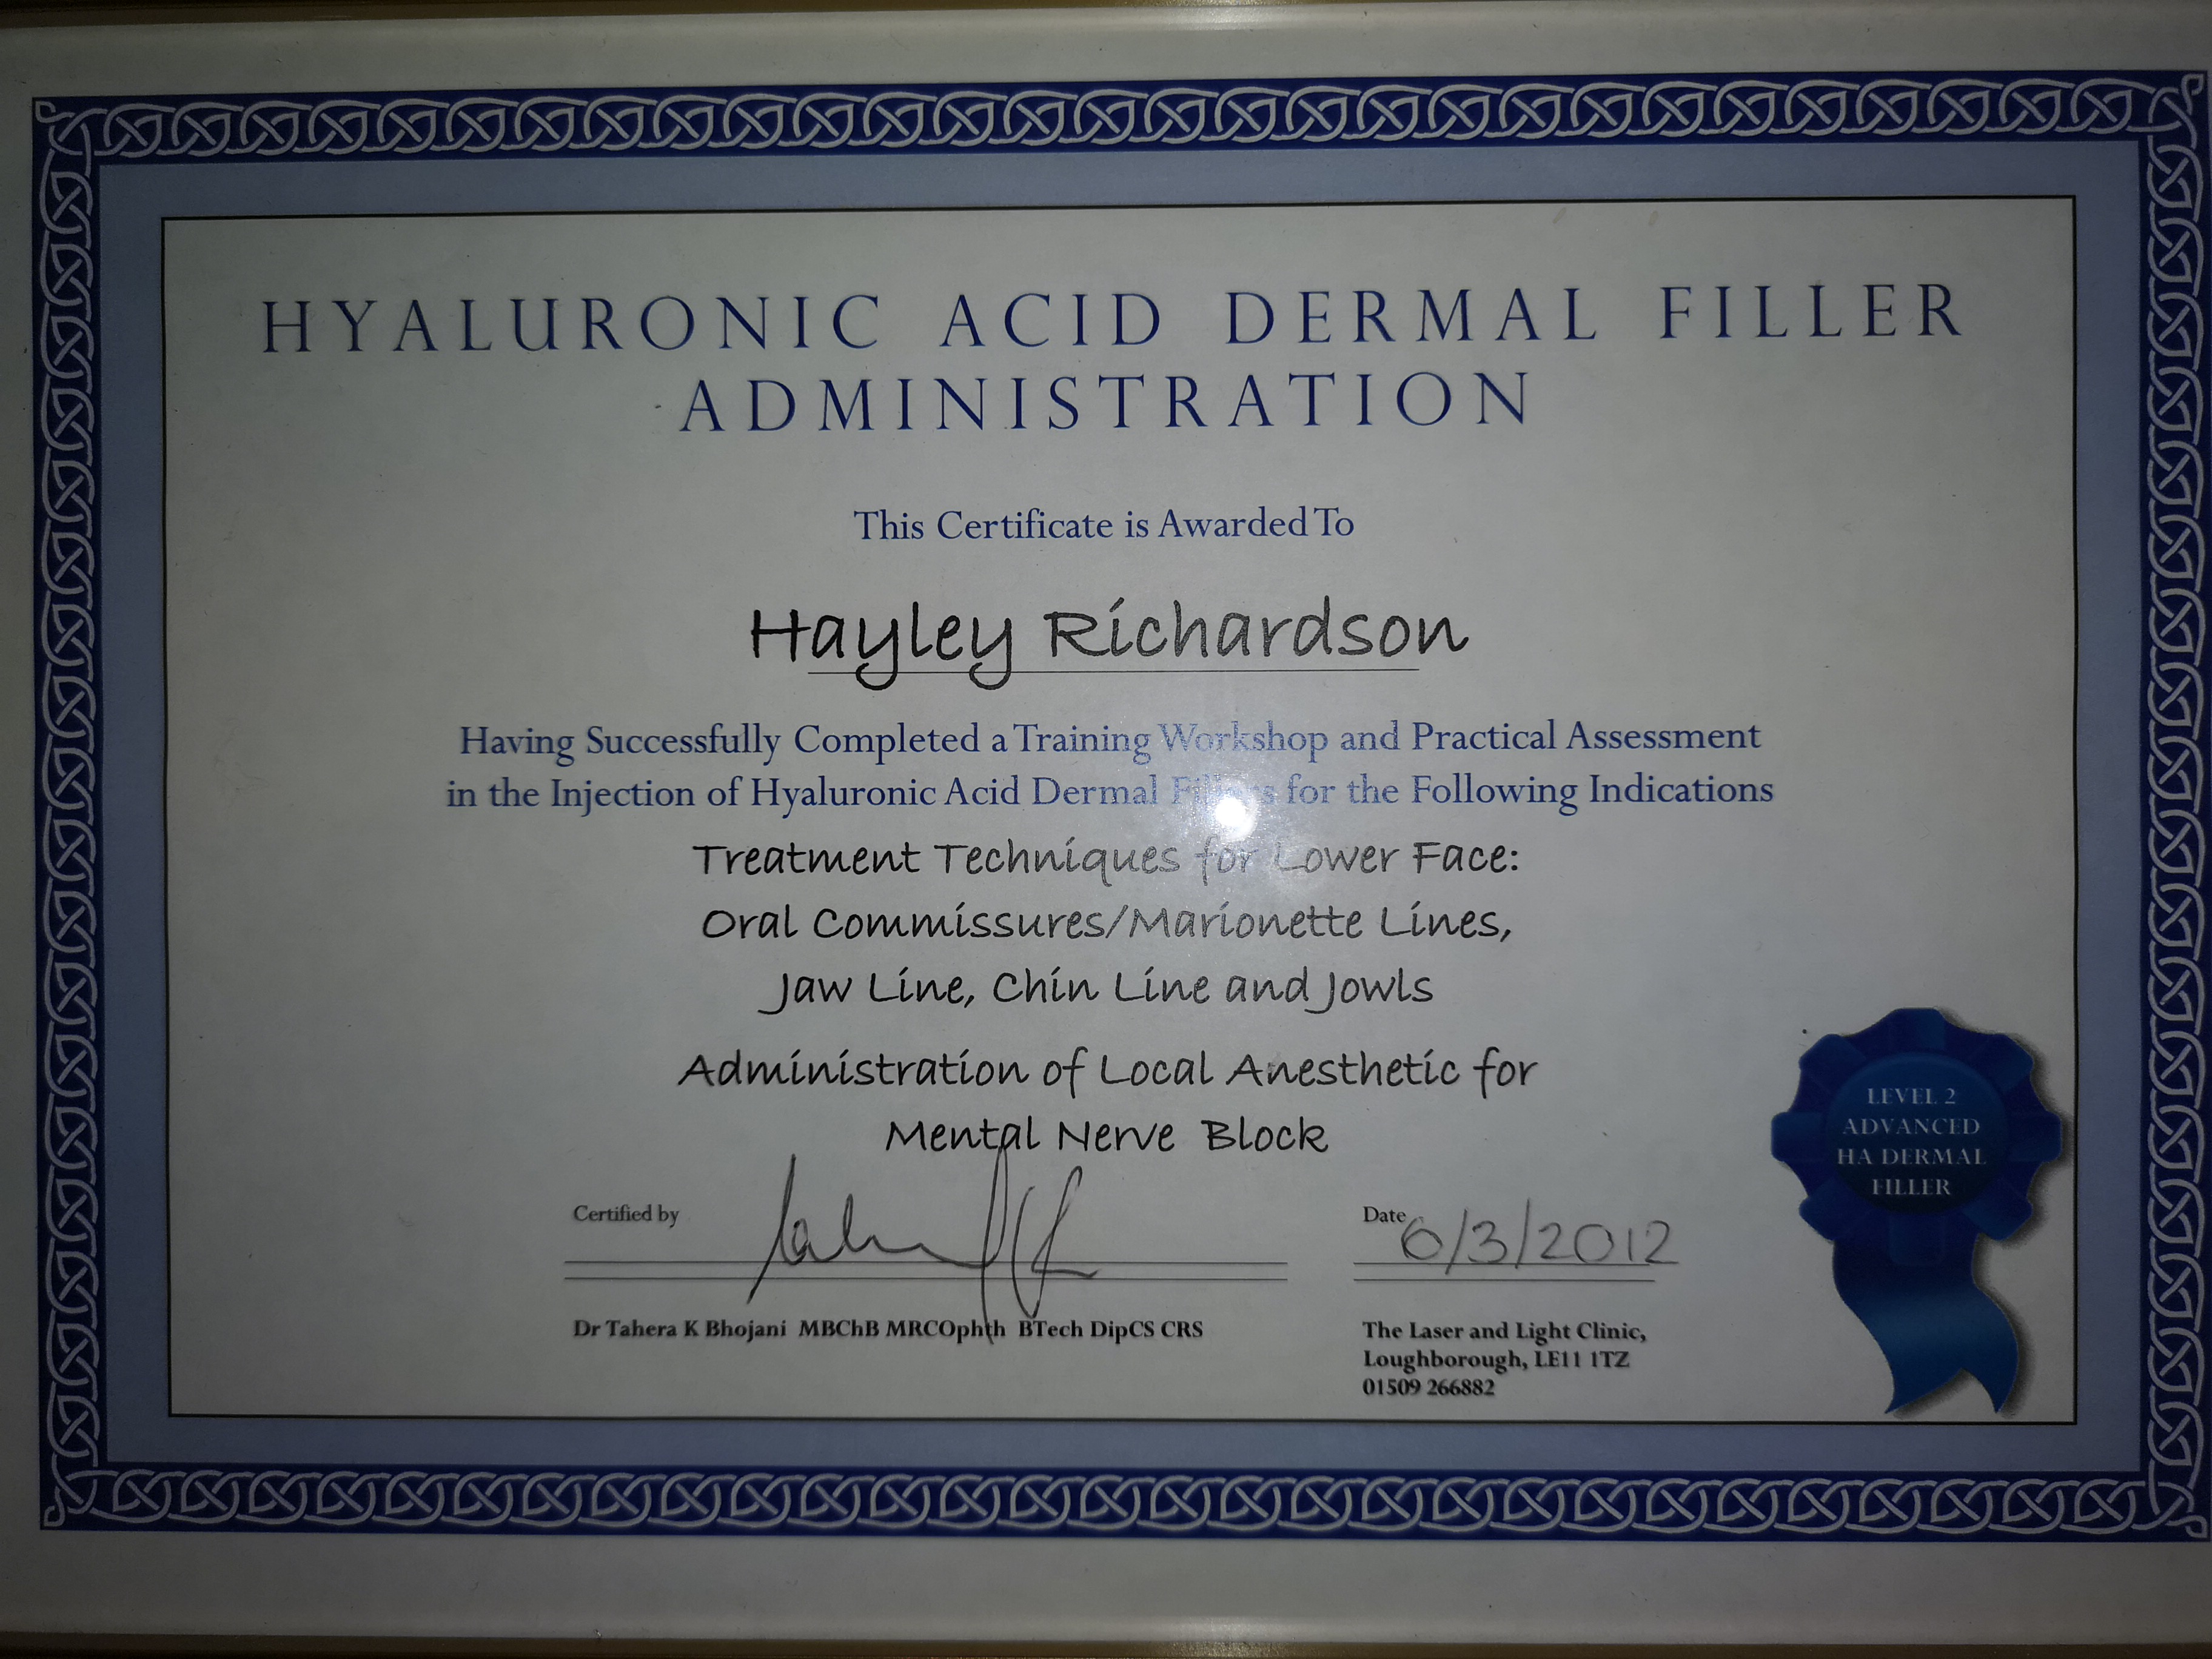 HYALURONIC ACID DERMAL FILLER
ADMINISTRATION
This Certificate is Awarded To
Hayley Richardson
Having Successfully Completed a Training Workshop and Practical Assessment
in the Injection of Hyaluronic Acid Dermal Fillers for the Following Indications
Treatment Techniques for Lower Face:
Oral Commissures/Marionette Lines,
Jaw Line, Chin Line and Jowls
Administration of Local Anesthetic for
Mental Nerve Block
LEVEL 2
ADVANCED
HA DERMAL
FILLER
Certified by
Date 6/3/2012
Dr Tahera K Bhojani MBChB MRCOphth BTech DipCS CRS
The Laser and Light Clinic,
Loughborough, LE11 1TZ
01509 266882